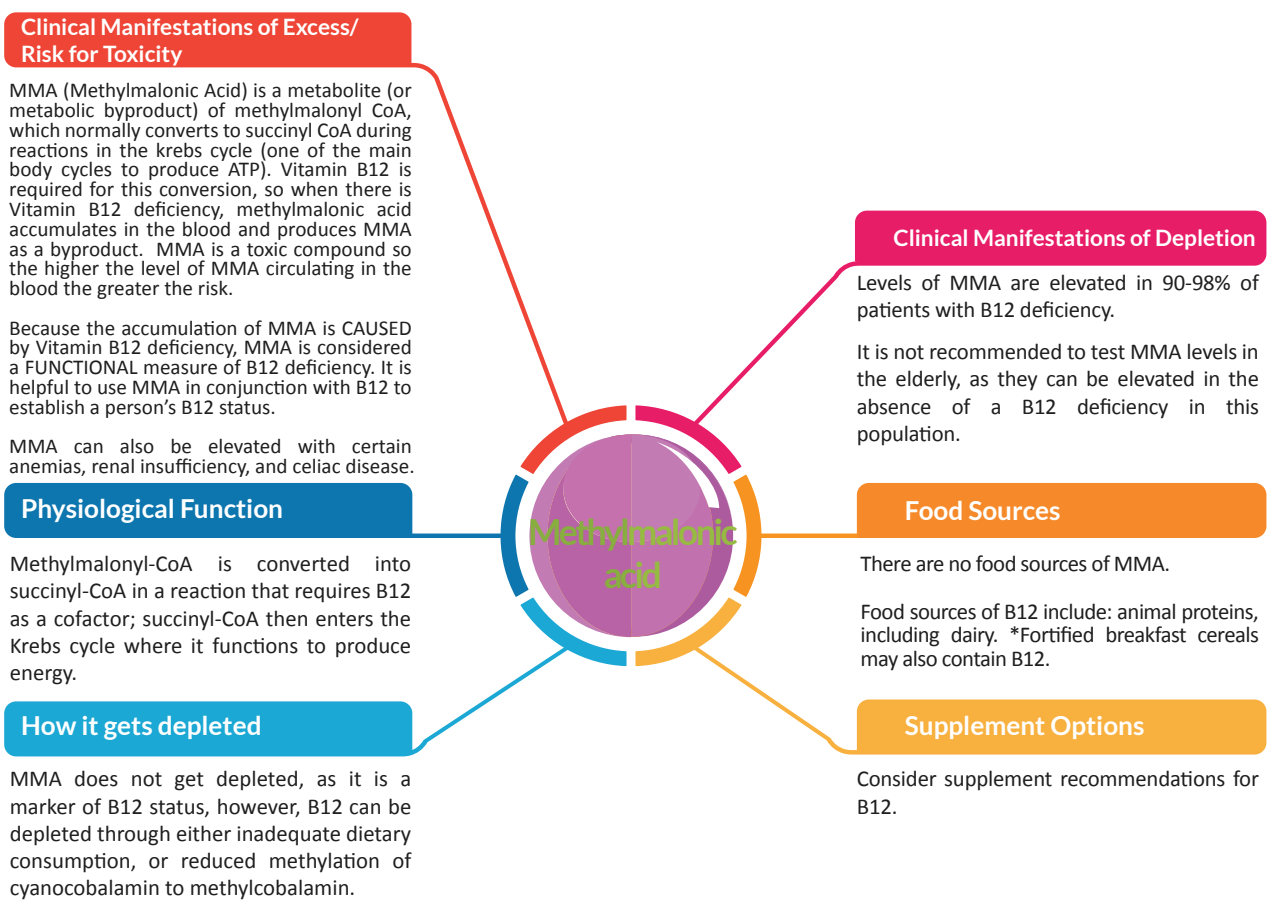 Clinical Manifestations of Excess/
Risk for Toxicity
MMA (Methylmalonic Acid) is a metabolite (or
metabolic byproduct) of methylmalonyl CoA,
which normally converts to succinyl CoA during
reactions in the krebs cycle (one of the main
body cycles to produce ATP). Vitamin B12 is
required for this conversion, so when there is
Vitamin B12 deficiency, methylmalonic acid
accumulates in the blood and produces MMA
as a byproduct. MMA is a toxic compound so
the higher the level of MMA circulating in the
blood the greater the risk.
Because the accumulation of MMA is CAUSED
by Vitamin B12 deficiency, MMA is considered
a FUNCTIONAL measure of B12 deficiency. It is
helpful to use MMA in conjunction with B12 to
establish a person's B12 status.
MMA can also be elevated with certain
anemias, renal insufficiency, and celiac disease.
Physiological Function
Methylmalonyl-CoA is converted into
succinyl-CoA in a reaction that requires B12
as a cofactor; succinyl-CoA then enters the
Krebs cycle where it functions to produce
energy.
How it gets depleted
MMA does not get depleted, as it is a
marker of B12 status, however, B12 can be
depleted through either inadequate dietary
consumption, or reduced methylation of
cyanocobalamin to methylcobalamin.
Methylmalonic
acid
Clinical Manifestations of Depletion
Levels of MMA are elevated in 90-98% of
patients with B12 deficiency.
It is not recommended to test MMA levels in
the elderly, as they can be elevated in the
absence of a B12 deficiency in this
population.
Food Sources
There are no food sources of MMA.
Food sources of B12 include: animal proteins,
including dairy. *Fortified breakfast cereals
may also contain B12.
Supplement Options
Consider supplement recommendations for
B12.